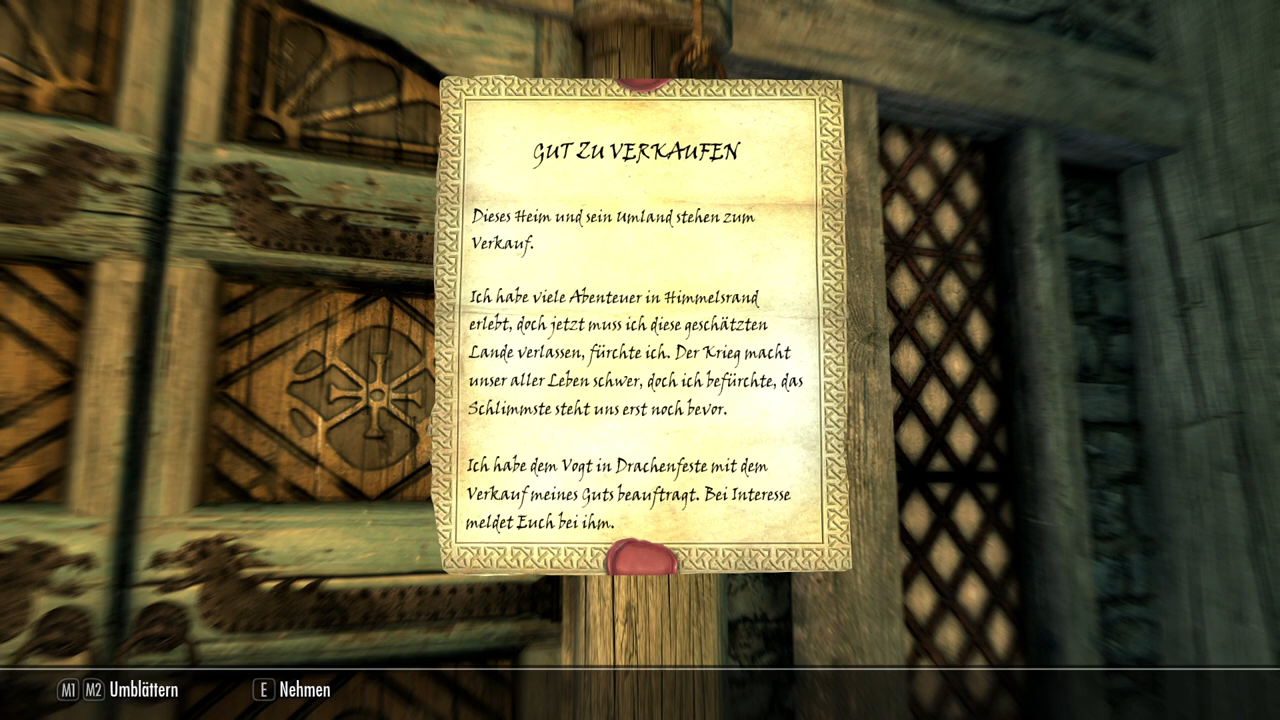 GUT ZU VERKAUFEN
Dieses Heim und sein Umland stehen zum
Verkauf.
Ich habe viele Abenteuer in Himmelsrand
erlebt, doch jetzt muss ich diese geschätzten
Lande verlassen, fürchte ich. Der Krieg macht
unser aller Leben schwer, doch ich befürchte, das
Schlimmste steht uns erst noch bevor.
Ich habe dem Vogt in Drachenfeste mit dem
Verkauf meines Guts beauftragt. Bei Interesse
meldet Euch bei ihm.
M1 M2 Umblättern E Nehmen